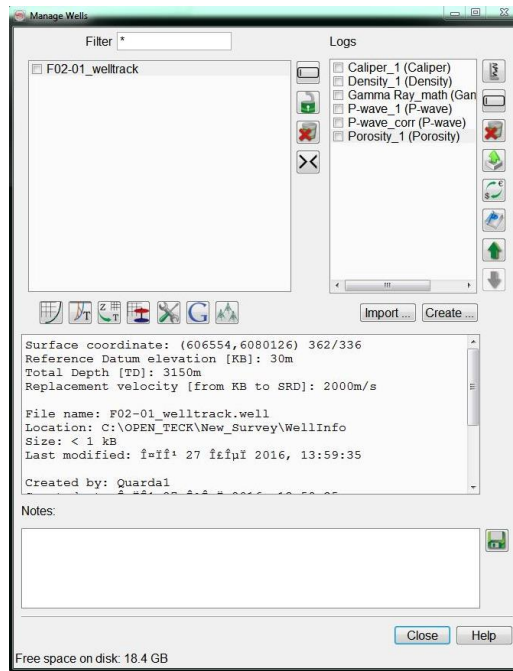 Manage Wells
Filter *
Logs
F02-01_welltrack
Caliper_1 (Caliper)
Density_1 (Density)
Gamma Ray_math (Gan
P-wave_1 (P-wave)
P-wave_corr (P-wave)
Porosity_1 (Porosity)
Import ... Create ...
Surface coordinate: (606554,6080126) 362/336
Reference Datum elevation [KB]: 30m
Total Depth [TD]: 3150m
Replacement velocity [from KB to SRD]: 2000m/s
File name: F02-01_welltrack.well
Location: C:\OPEN_TECK\New_Survey\WellInfo
Size: < 1 kB
Last modified: 27 2016, 13:59:35
Created by: Quarda1
Notes:
Close Help
Free space on disk: 18.4 GB